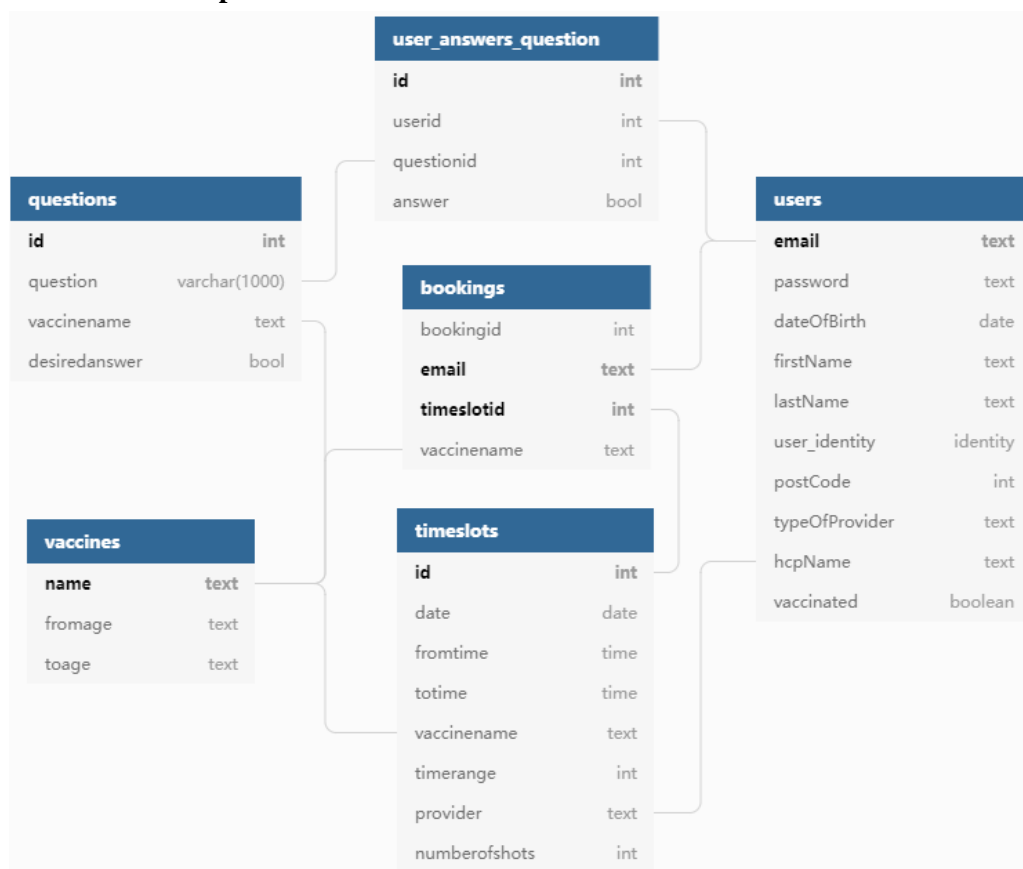 user_answers_question
id int
userid int
questionid int
answer bool
questions
id int
question varchar(1000)
vaccinename text
desiredanswer bool
bookings
bookingid int
email text
timeslotid int
vaccinename text
users
email text
password text
dateOfBirth date
firstName text
lastName text
user_identity identity
postCode int
typeOfProvider text
hcpName text
vaccinated boolean
vaccines
name text
fromage text
toage text
timeslots
id int
date date
fromtime time
totime time
vaccinename text
timerange int
provider text
numberofshots int